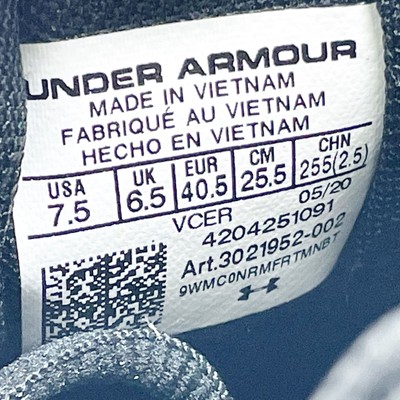 UNDER ARMOUR
MADE IN VIETNAM
FABRIQUÉ AU VIETNAM
HECHO EN VIETNAM
USA UK EUR CM CHN
7.5 6.5 40.5 25.5 255(2.5)
VCER 05/20
4204251091
Art.3021952-002
9WMC0NRMFRTMNBT